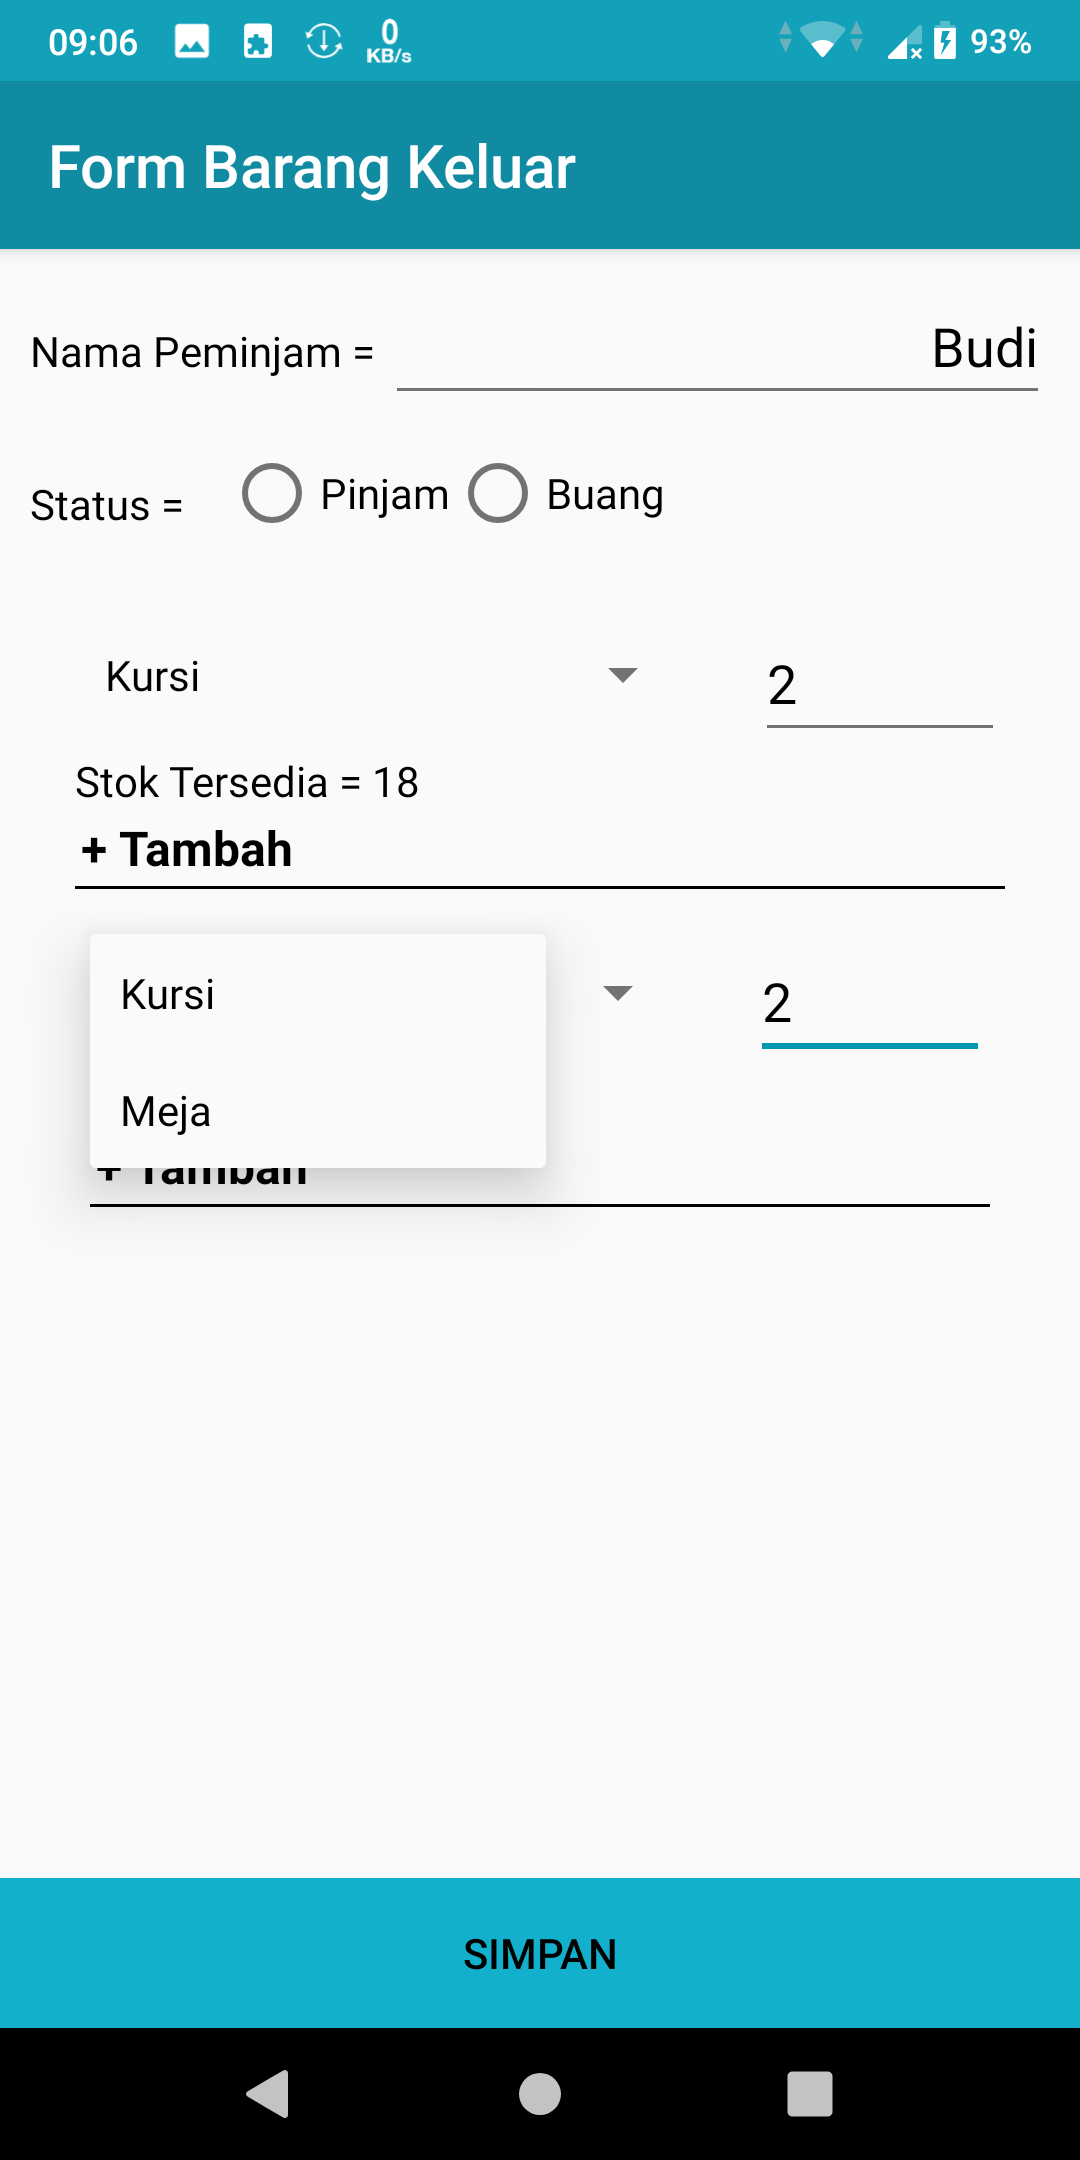 09:06 0 KB/s 93%
Form Barang Keluar
Nama Peminjam = Budi
Status = Pinjam Buang
Kursi 2
Stok Tersedia = 18
+ Tambah
Kursi 2
Meja
+ Tambah
SIMPAN